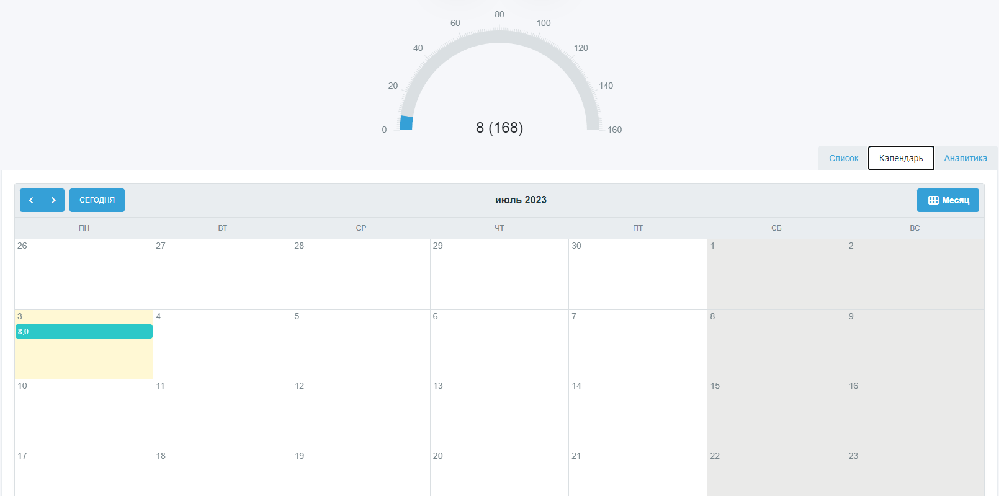 80
60 100
40 120
20 140
0 8 (168) 160
Список Календарь Аналитика
СЕГОДНЯ июль 2023 Месяц
ПН ВТ СР ЧТ ПТ СБ ВС
26 27 28 29 30 1 2
3 4 5 6 7 8 9
8,0
10 11 12 13 14 15 16
17 18 19 20 21 22 23